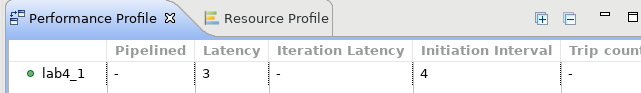 Performance Profile Resource Profile
Pipelined Latency Iteration Latency Initiation Interval Trip count
lab4_1 - 3 - 4 -